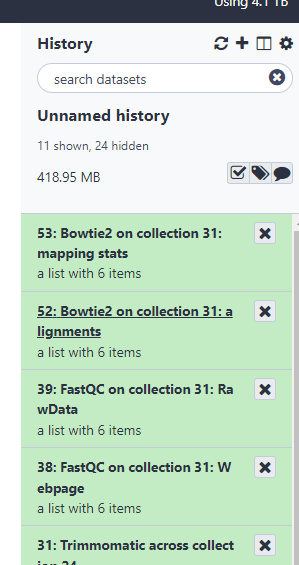 Using 4.1 TB
History
search datasets
Unnamed history
11 shown, 24 hidden
418.95 MB
53: Bowtie2 on collection 31:
mapping stats
a list with 6 items
52: Bowtie2 on collection 31: a
lignments
a list with 6 items
39: FastQC on collection 31: Ra
wData
a list with 6 items
38: FastQC on collection 31: W
ebpage
a list with 6 items
31: Trimmomatic across collect
ion 24